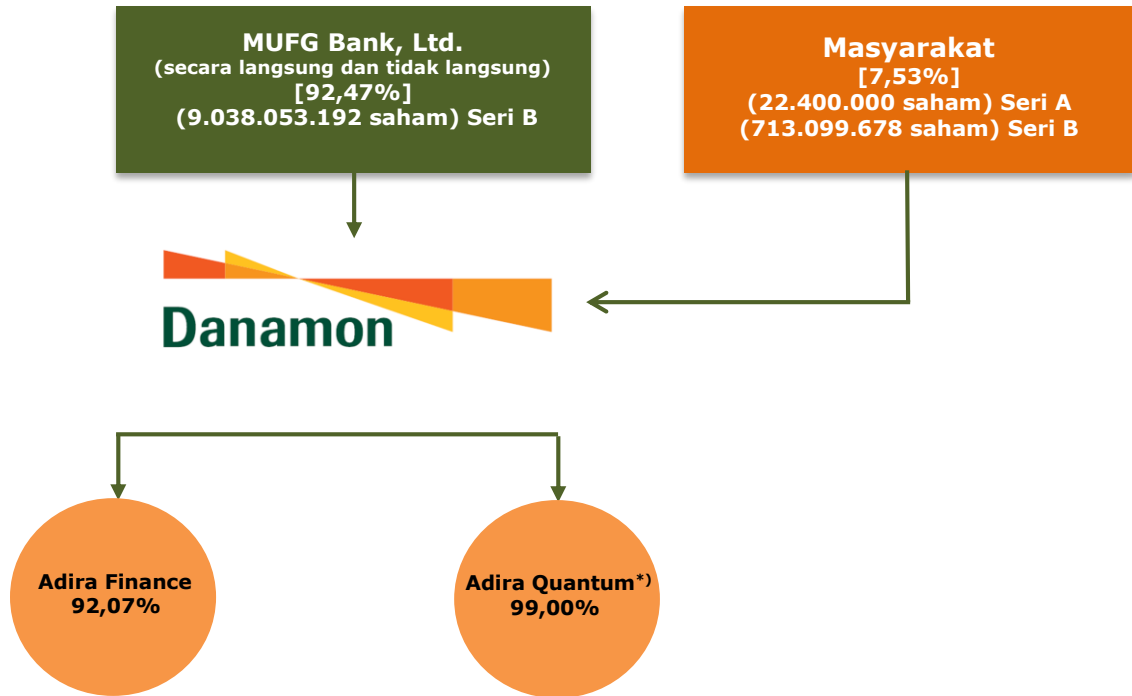 MUFG Bank, Ltd.
(secara langsung dan tidak langsung)
[92,47%]
(9.038.053.192 saham) Seri B
Masyarakat
[7,53%]
(22.400.000 saham) Seri A
(713.099.678 saham) Seri B
Danamon
Adira Finance
92,07%
Adira Quantum*)
99,00%